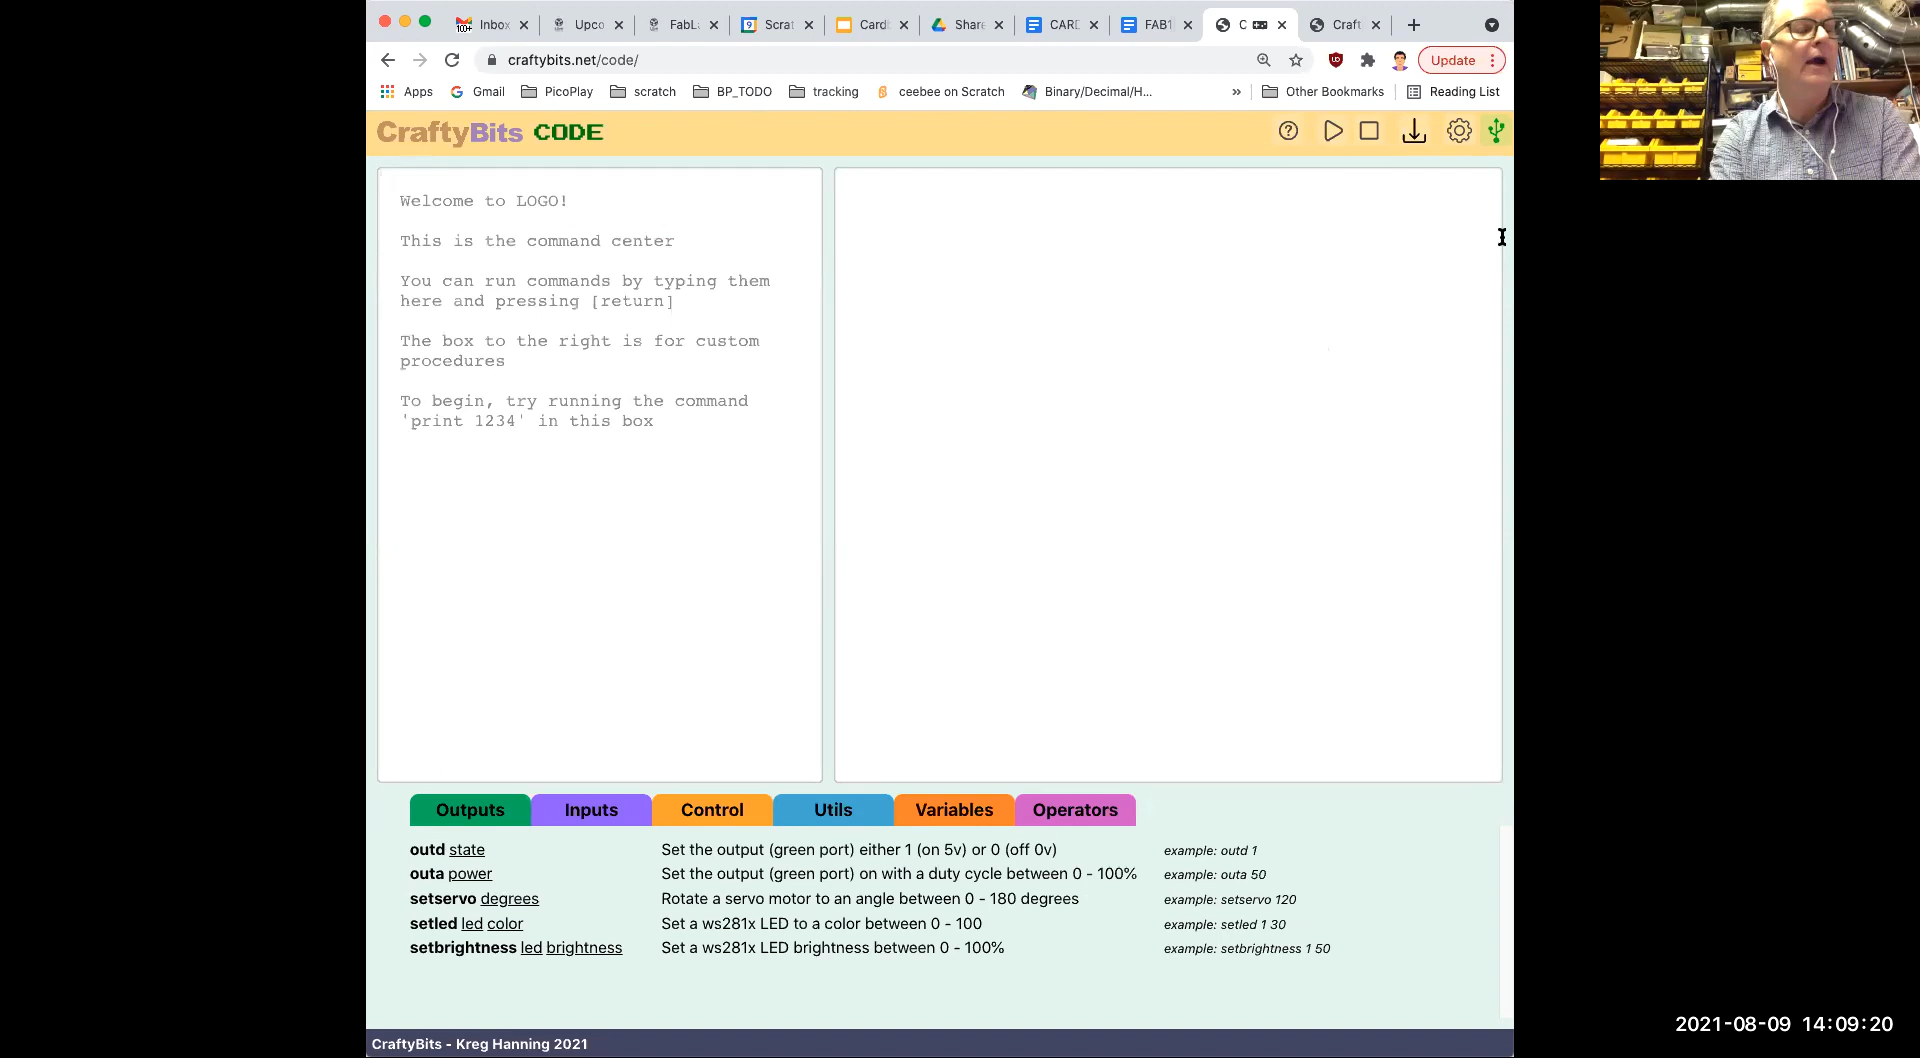 Inbox
Upco
FabL
Scrat
Card
Share
CARD
FAB1
C
Craft
craftybits.net/code/
Update
Apps
Gmail
PicoPlay
scratch
BP_TODO
tracking
ceebee on Scratch
Binary/Decimal/H...
»
Other Bookmarks
Reading List
CraftyBits CODE
Welcome to LOGO!
This is the command center
You can run commands by typing them
here and pressing [return]
The box to the right is for custom
procedures
To begin, try running the command
'print 1234' in this box
Outputs
Inputs
Control
Utils
Variables
Operators
outd state Set the output (green port) either 1 (on 5v) or 0 (off 0v) example: outd 1
outa power Set the output (green port) on with a duty cycle between 0 - 100% example: outa 50
setservo degrees Rotate a servo motor to an angle between 0 - 180 degrees example: setservo 120
setled led color Set a ws281x LED to a color between 0 - 100 example: setled 1 30
setbrightness led brightness Set a ws281x LED brightness between 0 - 100% example: setbrightness 1 50
CraftyBits - Kreg Hanning 2021
2021-08-09 14:09:20